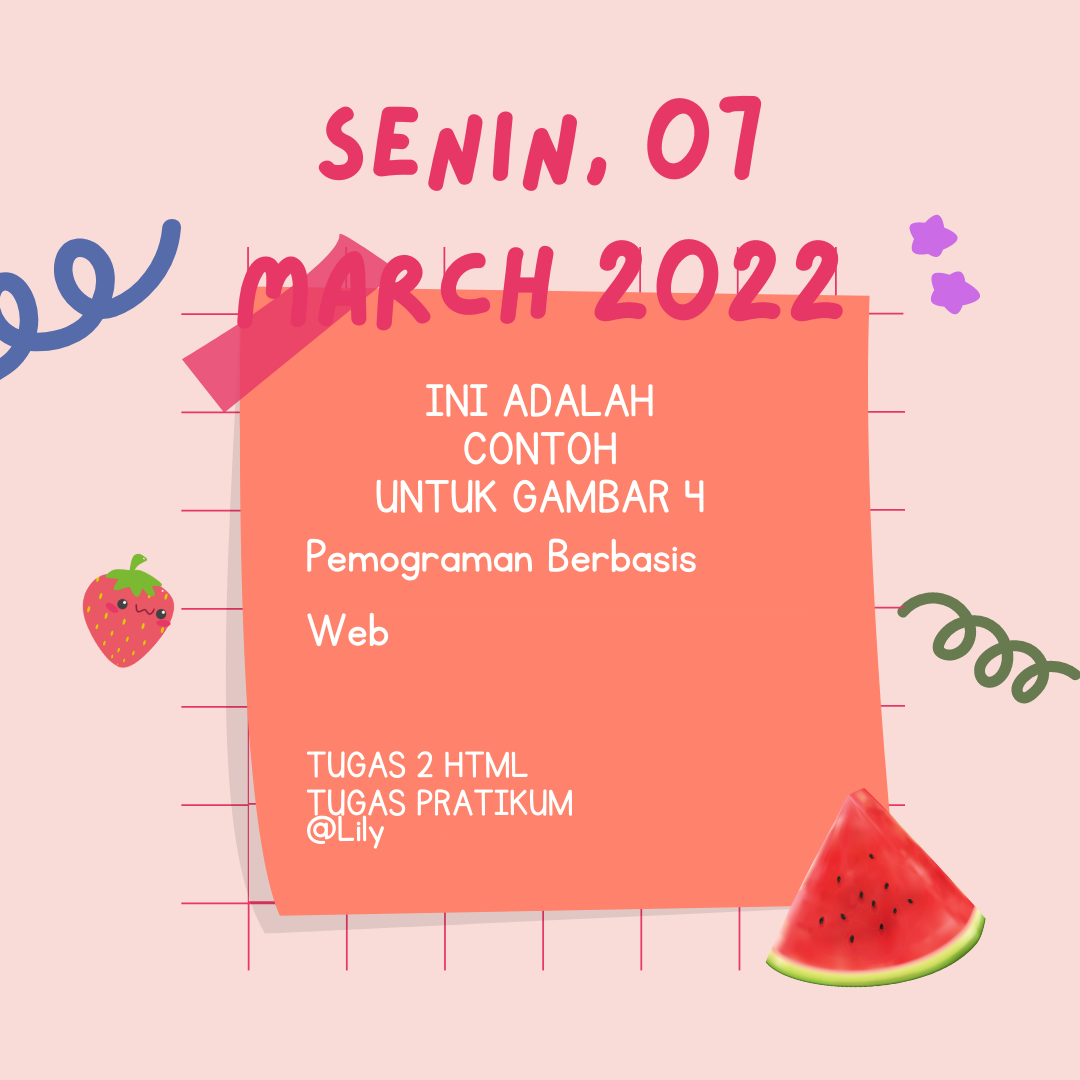 SENIN, 07
MARCH 2022
INI ADALAH
CONTOH
UNTUK GAMBAR 4
Pemograman Berbasis
Web
TUGAS 2 HTML
TUGAS PRATIKUM
@Lily